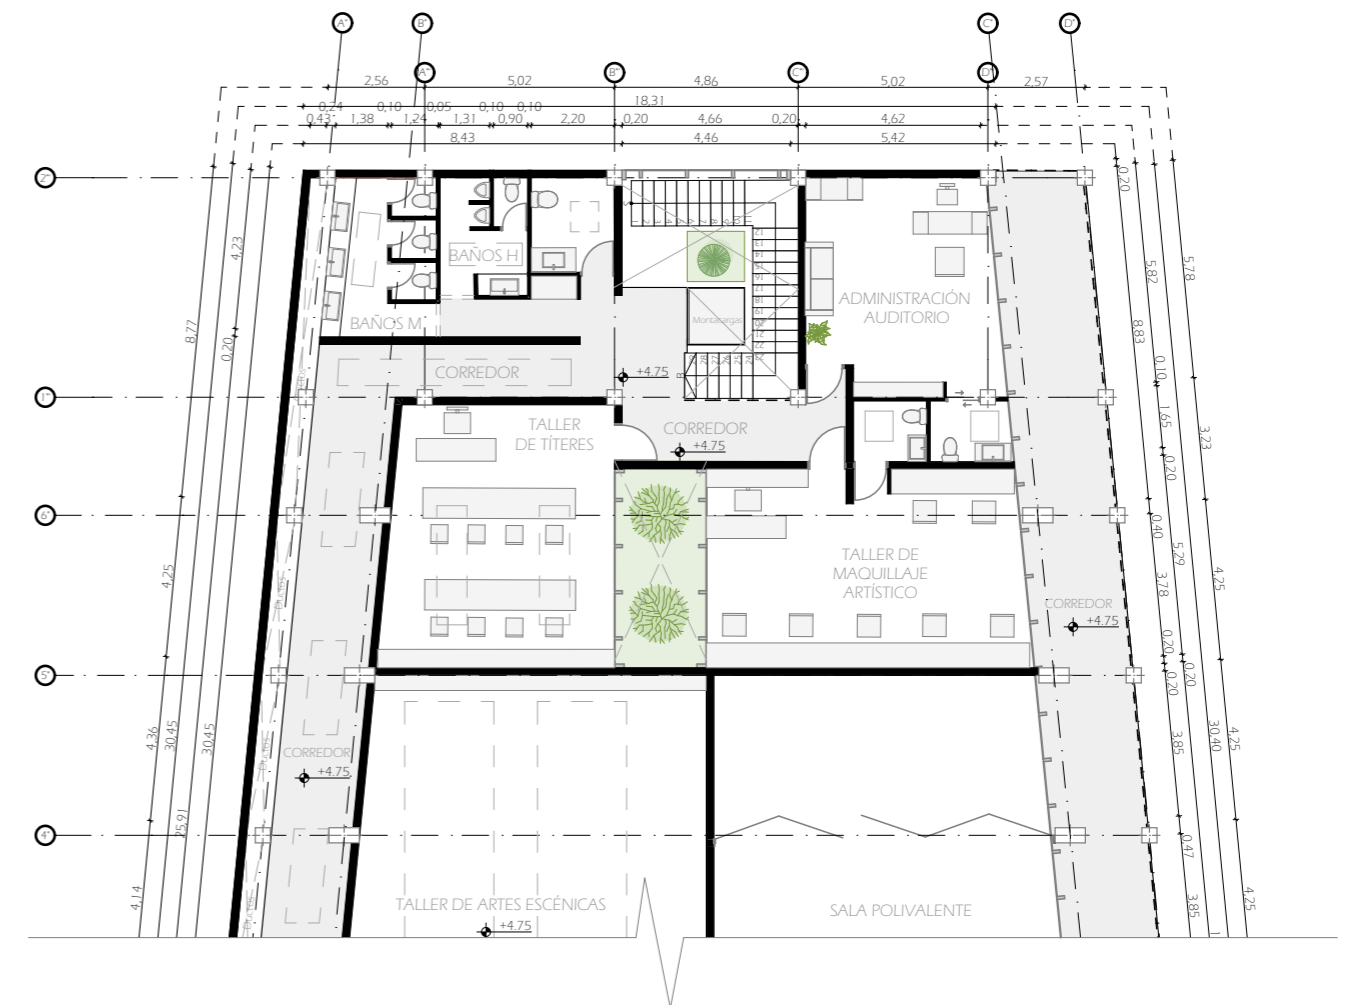 A"
B"
C"
D"
A"
B"
C"
D"
2,56
5,02
4,86
5,02
2,57
18,31
0,24
0,10
0,05
0,10
0,10
0,43
1,38
1,24
1,31
0,90
2,20
0,20
4,66
0,20
4,62
8,43
4,46
5,42
2"
1"
6"
5"
4"
BAÑOS H
BAÑOS M
Montacargas
ADMINISTRACIÓN
AUDITORIO
CORREDOR
+4.75
TALLER
DE TÍTERES
CORREDOR
+4.75
TALLER DE
MAQUILLAJE
ARTÍSTICO
CORREDOR
+4.75
CORREDOR
+4.75
TALLER DE ARTES ESCÉNICAS
+4.75
SALA POLIVALENTE
4,23
8,77
0,20
4,25
4,36
30,45
30,45
25,91
4,14
0,20
5,82
5,78
8,83
0,10
1,65
3,23
0,20
0,40
5,29
4,25
3,78
0,20
0,20
0,20
3,85
30,40
4,25
0,47
3,85
4,25
Ductos
Ductos
Ductos